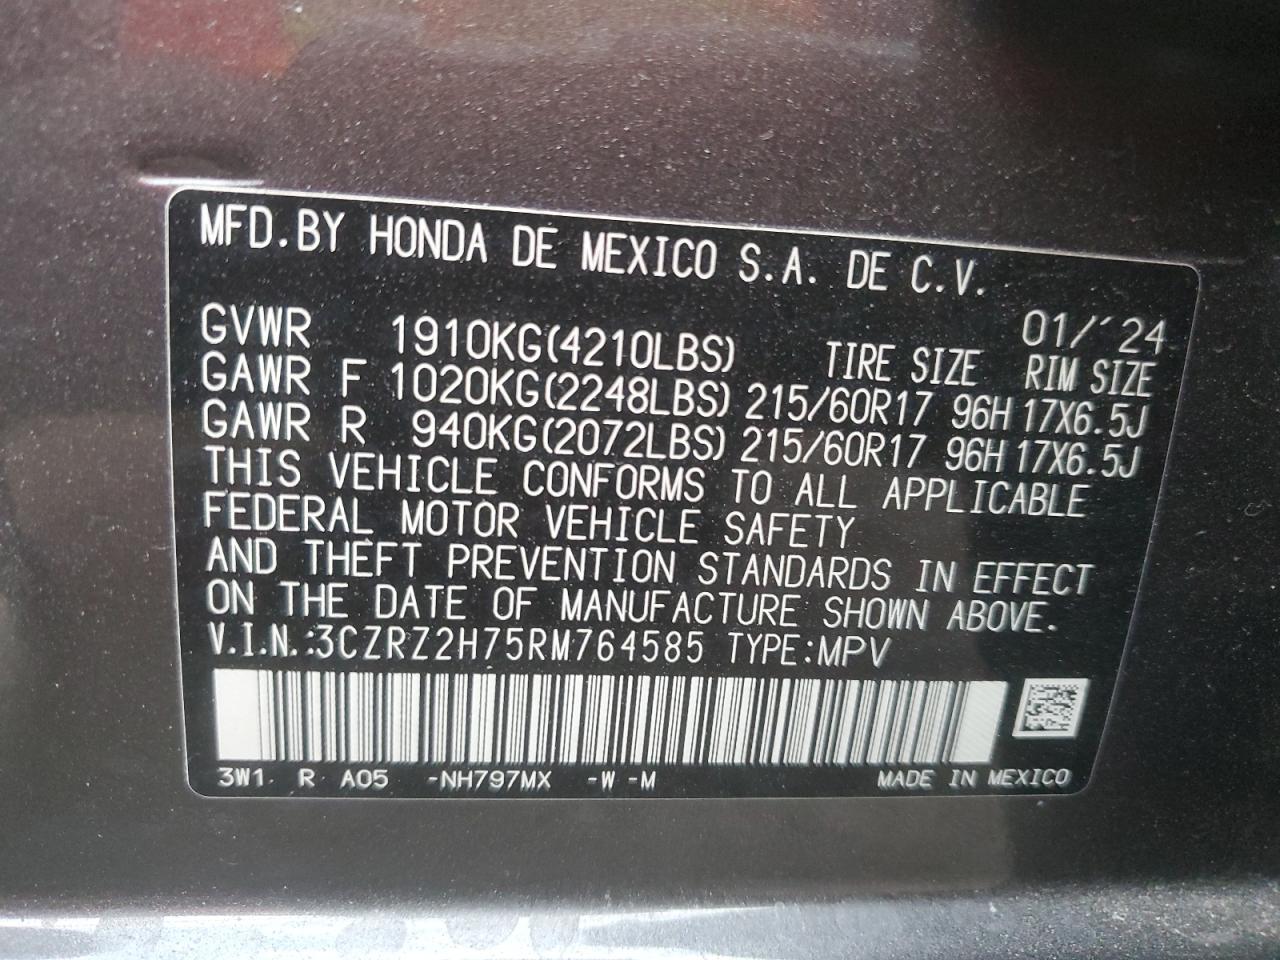 MFD.BY HONDA DE MEXICO S.A. DE C.V.
01/´24
GVWR 1910KG(4210LBS) TIRE SIZE RIM SIZE
GAWR F 1020KG(2248LBS) 215/60R17 96H 17X6.5J
GAWR R 940KG(2072LBS) 215/60R17 96H 17X6.5J
THIS VEHICLE CONFORMS TO ALL APPLICABLE
FEDERAL MOTOR VEHICLE SAFETY
AND THEFT PREVENTION STANDARDS IN EFFECT
ON THE DATE OF MANUFACTURE SHOWN ABOVE.
V.I.N.:3CZRZ2H75RM764585 TYPE:MPV
3W1 R A05 -NH797MX -W -M MADE IN MEXICO